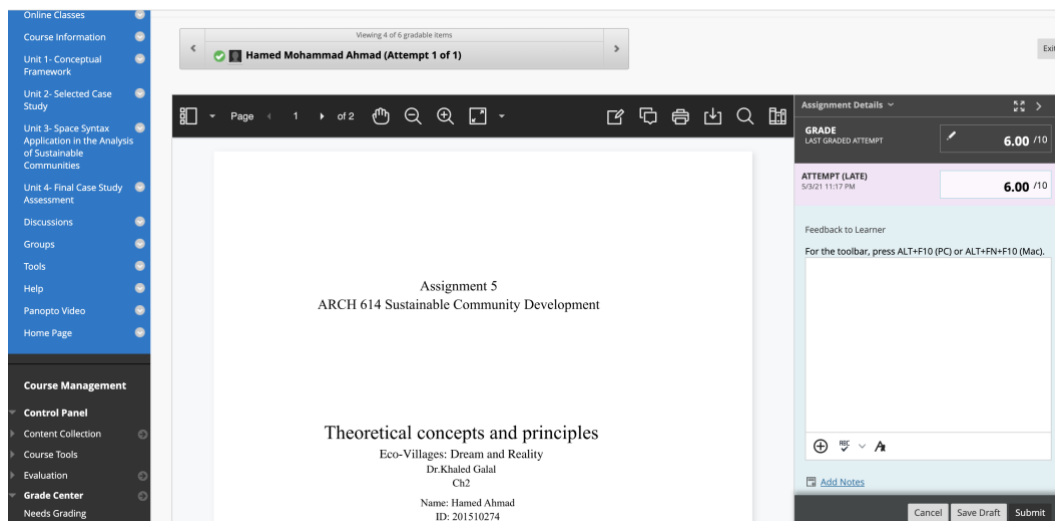 Online Classes
Course Information
Unit 1- Conceptual
Framework
Unit 2- Selected Case
Study
Unit 3- Space Syntax
Application in the Analysis
of Sustainable
Communities
Unit 4- Final Case Study
Assessment
Discussions
Groups
Tools
Help
Panopto Video
Home Page
Course Management
Control Panel
Content Collection
Course Tools
Evaluation
Grade Center
Needs Grading
Viewing 4 of 6 gradable items
Hamed Mohammad Ahmad (Attempt 1 of 1)
Exit
Page 1 of 2
Assignment 5
ARCH 614 Sustainable Community Development
Theoretical concepts and principles
Eco-Villages: Dream and Reality
Dr.Khaled Galal
Ch2
Name: Hamed Ahmad
ID: 201510274
Assignment Details
GRADE
LAST GRADED ATTEMPT
6.00 /10
ATTEMPT (LATE)
5/3/21 11:17 PM
6.00 /10
Feedback to Learner
For the toolbar, press ALT+F10 (PC) or ALT+FN+F10 (Mac).
ABC
Add Notes
Cancel
Save Draft
Submit